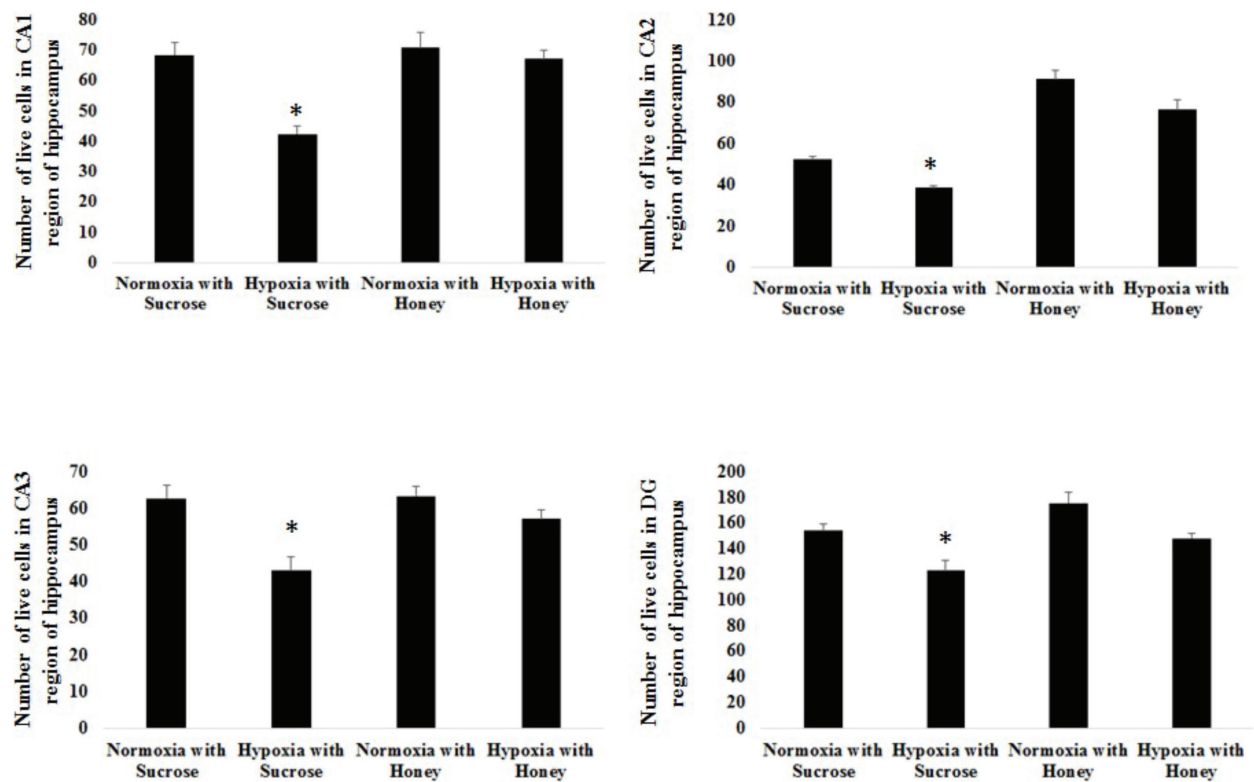 Number of live cells in CA1
region of hippocampus
80
70
60
50
40
30
20
10
0
*
Normoxia with
Sucrose
Hypoxia with
Sucrose
Normoxia with
Honey
Hypoxia with
Honey
Number of live cells in CA2
region of hippocampus
120
100
80
60
40
20
0
*
Normoxia with
Sucrose
Hypoxia with
Sucrose
Normoxia with
Honey
Hypoxia with
Honey
Number of live cells in CA3
region of hippocampus
70
60
50
40
30
20
10
0
*
Normoxia with
Sucrose
Hypoxia with
Sucrose
Normoxia with
Honey
Hypoxia with
Honey
Number of live cells in DG
region of hippocampus
200
180
160
140
120
100
80
60
40
20
0
*
Normoxia with
Sucrose
Hypoxia with
Sucrose
Normoxia with
Honey
Hypoxia with
Honey